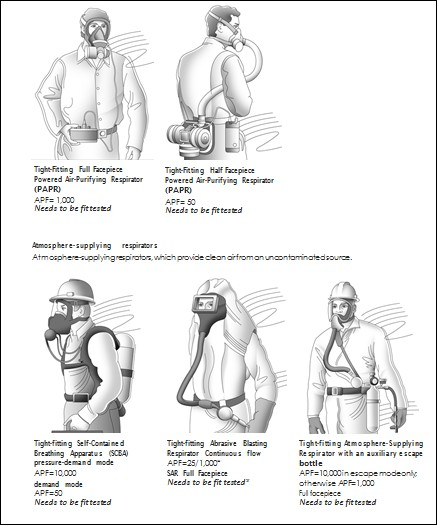 Tight-Fitting Full Facepiece
Powered Air-Purifying Respirator
(PAPR)
APF= 1,000
Needs to be fit tested
Tight-Fitting Half Facepiece
Powered Air-Purifying Respirator
(PAPR)
APF= 50
Needs to be fit tested
Atmosphere-supplying respirators
Atmosphere-supplying respirators, which provide clean air from an uncontaminated source.
Tight-fitting Self-Contained
Breathing Apparatus (SCBA)
pressure-demand mode
APF=10,000
demand mode
APF=50
Needs to be fit tested
Tight-fitting Abrasive Blasting
Respirator Continuous flow
APF=25/1,000*
SAR Full Facepiece
Needs to be fit tested*
Tight-fitting Atmosphere-Supplying
Respirator with an auxiliary escape
bottle
APF=10,000 in escape mode only;
otherwise APF=1,000
Full facepiece
Needs to be fit tested